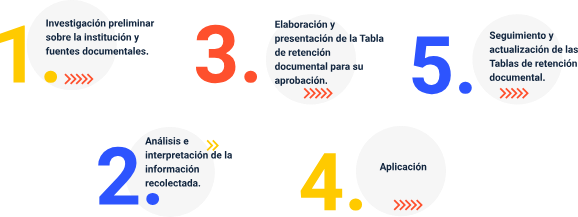 1.
Investigación preliminar
sobre la institución y
fuentes documentales.
2.
Análisis e
interpretación de la
información
recolectada.
3.
Elaboración y
presentación de la Tabla
de retención
documental para su
aprobación.
4.
Aplicación
5.
Seguimiento y
actualización de las
Tablas de retención
documental.